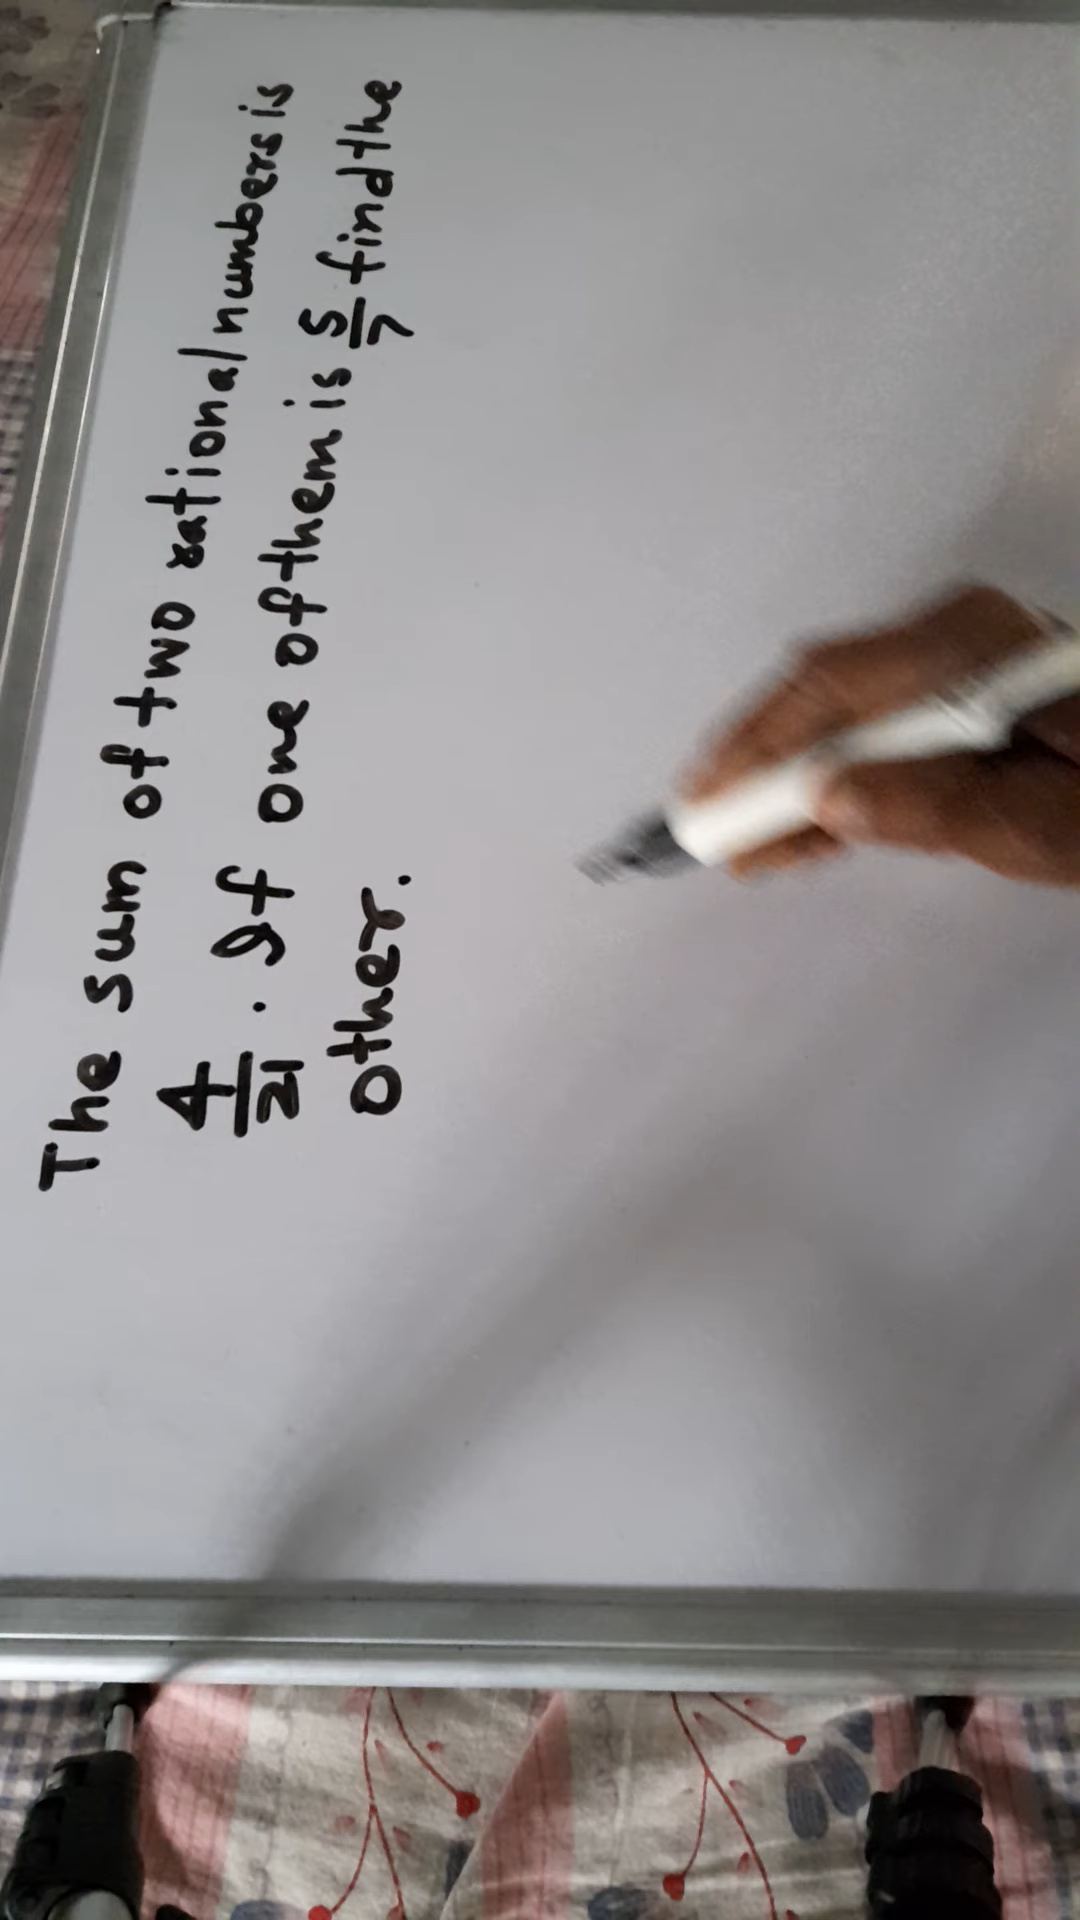 The sum of two rational numbers is
4/21. If one of them is 5/7 find the
other.